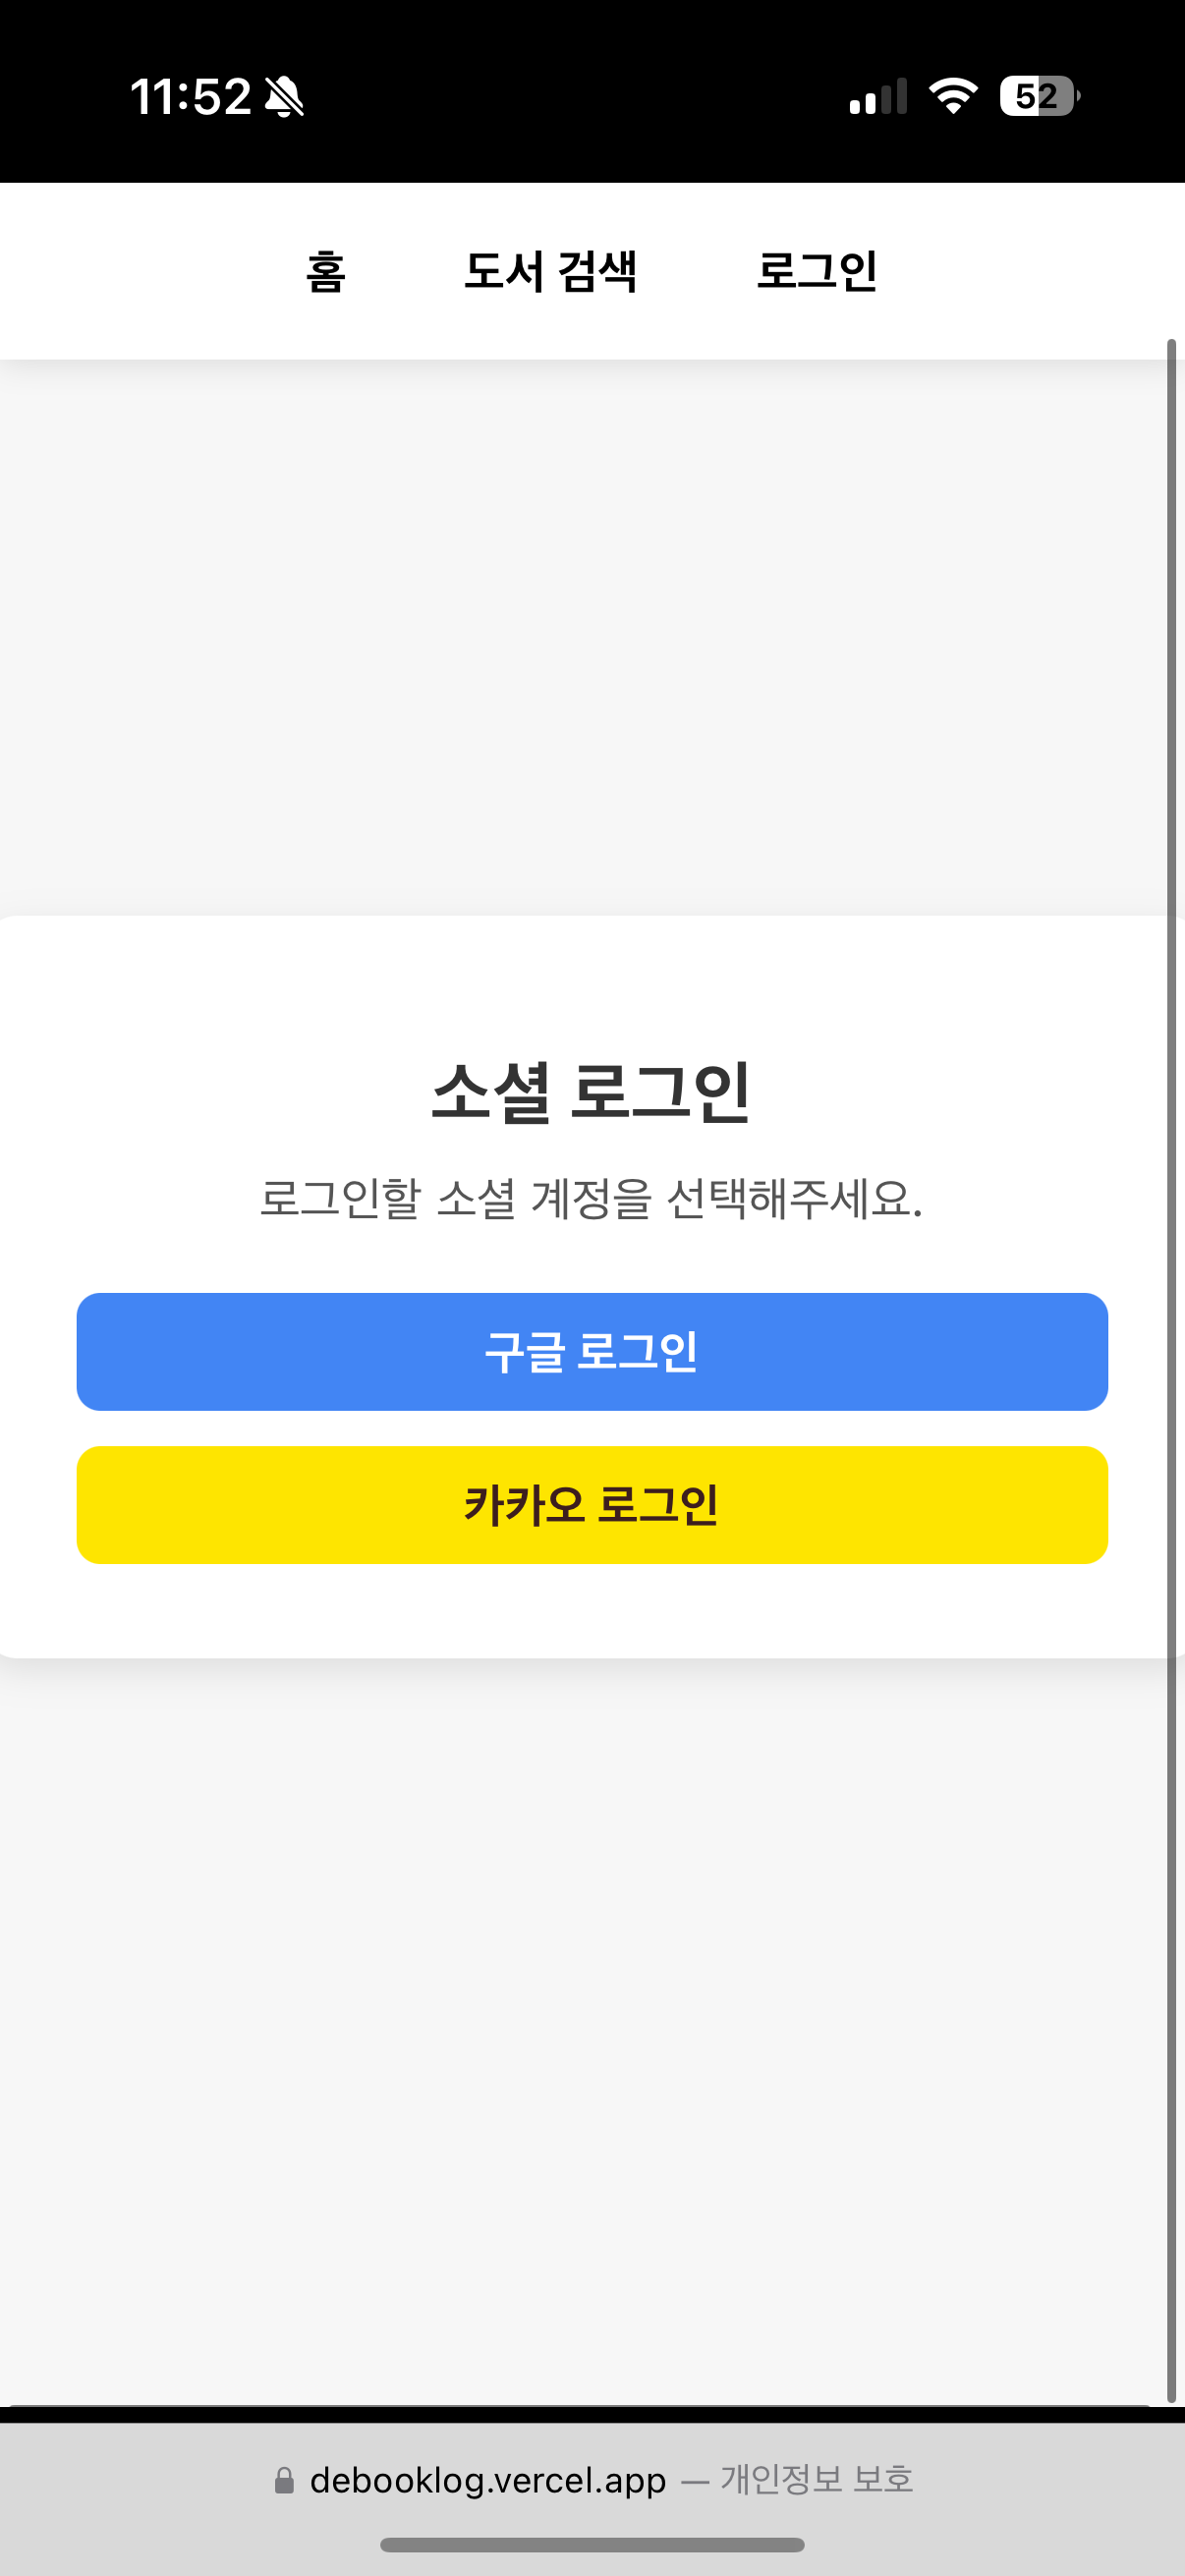 11:52
52
홈 도서 검색 로그인
소셜 로그인
로그인할 소셜 계정을 선택해주세요.
구글 로그인
카카오 로그인
debooklog.vercel.app — 개인정보 보호